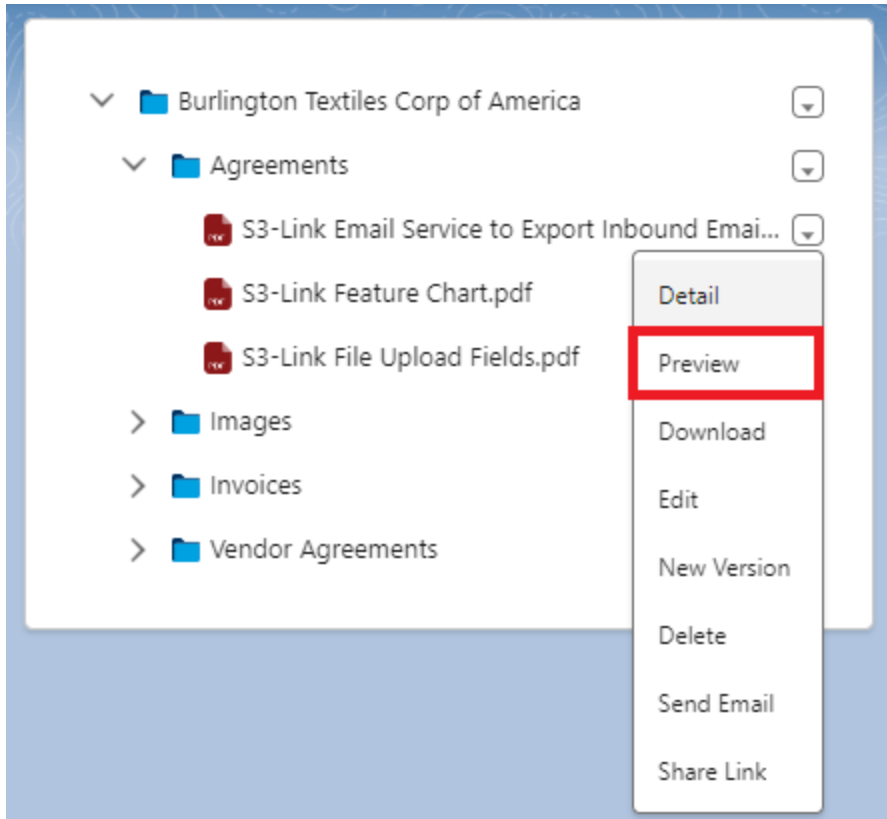 Burlington Textiles Corp of America
Agreements
S3-Link Email Service to Export Inbound Emai...
S3-Link Feature Chart.pdf
S3-Link File Upload Fields.pdf
Images
Invoices
Vendor Agreements
Detail
Preview
Download
Edit
New Version
Delete
Send Email
Share Link